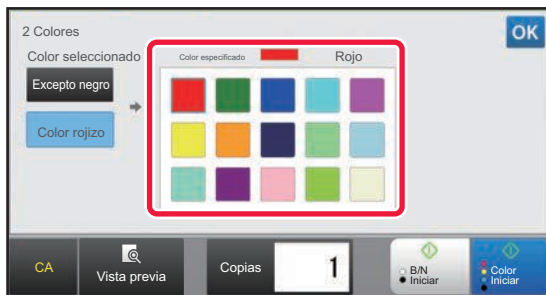 2 Colores
OK
Color seleccionado
Color especificado
Rojo
Excepto negro
Color rojizo
CA
Vista previa
Copias
1
B/N
Iniciar
Color
Iniciar